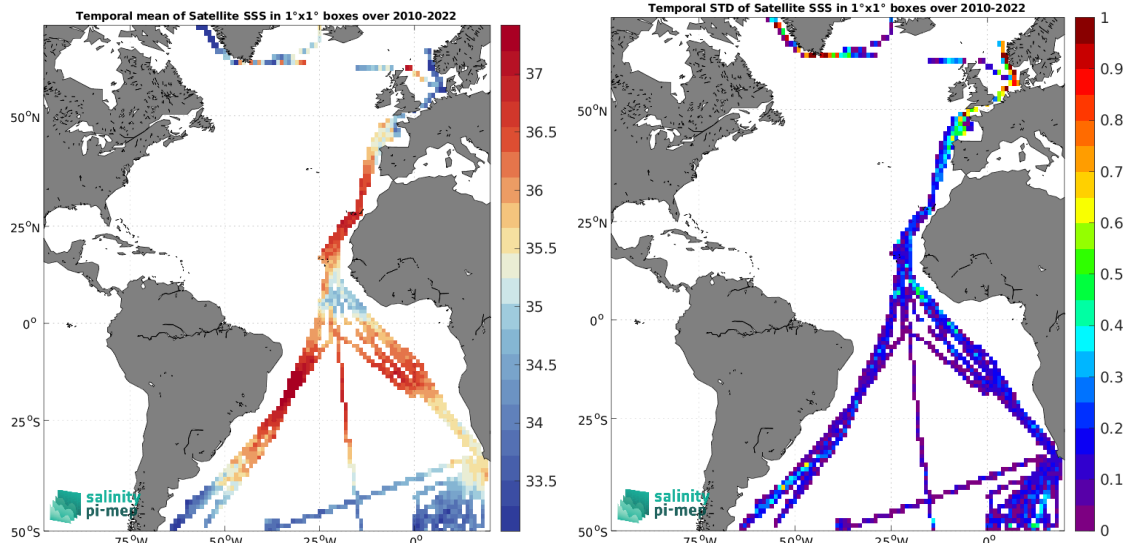 Temporal mean of Satellite SSS in 1°x1° boxes over 2010-2022
50°N
25°N
0°
25°S
50°S
75°W
50°W
25°W
0°
37
36.5
36
35.5
35
34.5
34
33.5
salinity
pi-mep
Temporal STD of Satellite SSS in 1°x1° boxes over 2010-2022
50°N
25°N
0°
25°S
50°S
75°W
50°W
25°W
0°
1
0.9
0.8
0.7
0.6
0.5
0.4
0.3
0.2
0.1
0
salinity
pi-mep